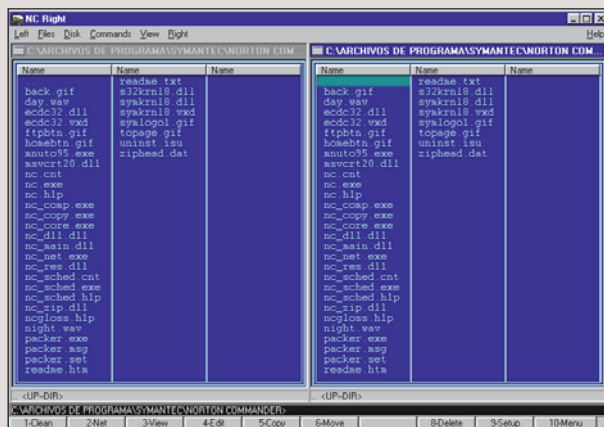 NC Right
Left Files Disk Commands View Right Help
C:\ARCHIVOS DE PROGRAMA\SYMANTEC\NORTON COM...
Name Name Name
..
back.gif
day.wav
ecdc32.dll
ecdc32.vxd
ftpbtn.gif
homebtn.gif
mnuto95.exe
msvcrt20.dll
nc.cnt
nc.exe
nc.hlp
nc_comp.exe
nc_copy.exe
nc_core.exe
nc_dll.dll
nc_main.dll
nc_net.exe
nc_res.dll
nc_sched.cnt
nc_sched.exe
nc_sched.hlp
nc_zip.dll
ncgloss.hlp
night.wav
packer.exe
packer.msg
packer.set
readme.htm
readme.txt
s32krnl8.dll
symkrnl8.dll
symkrnl8.vxd
symlogo1.gif
topage.gif
uninst.isu
ziphead.dat
.. <UP-DIR>
C:\ARCHIVOS DE PROGRAMA\SYMANTEC\NORTON COM...
Name Name Name
back.gif
day.wav
ecdc32.dll
ecdc32.vxd
ftpbtn.gif
homebtn.gif
mnuto95.exe
msvcrt20.dll
nc.cnt
nc.exe
nc.hlp
nc_comp.exe
nc_copy.exe
nc_core.exe
nc_dll.dll
nc_main.dll
nc_net.exe
nc_res.dll
nc_sched.cnt
nc_sched.exe
nc_sched.hlp
nc_zip.dll
ncgloss.hlp
night.wav
packer.exe
packer.msg
packer.set
readme.htm
readme.txt
s32krnl8.dll
symkrnl8.dll
symkrnl8.vxd
symlogo1.gif
topage.gif
uninst.isu
ziphead.dat
.. <UP-DIR>
C:\ARCHIVOS DE PROGRAMA\SYMANTEC\NORTON COMMANDER>
1-Clean 2-Net 3-View 4-Edit 5-Copy 6-Move 8-Delete 9-Setup 10-Menu